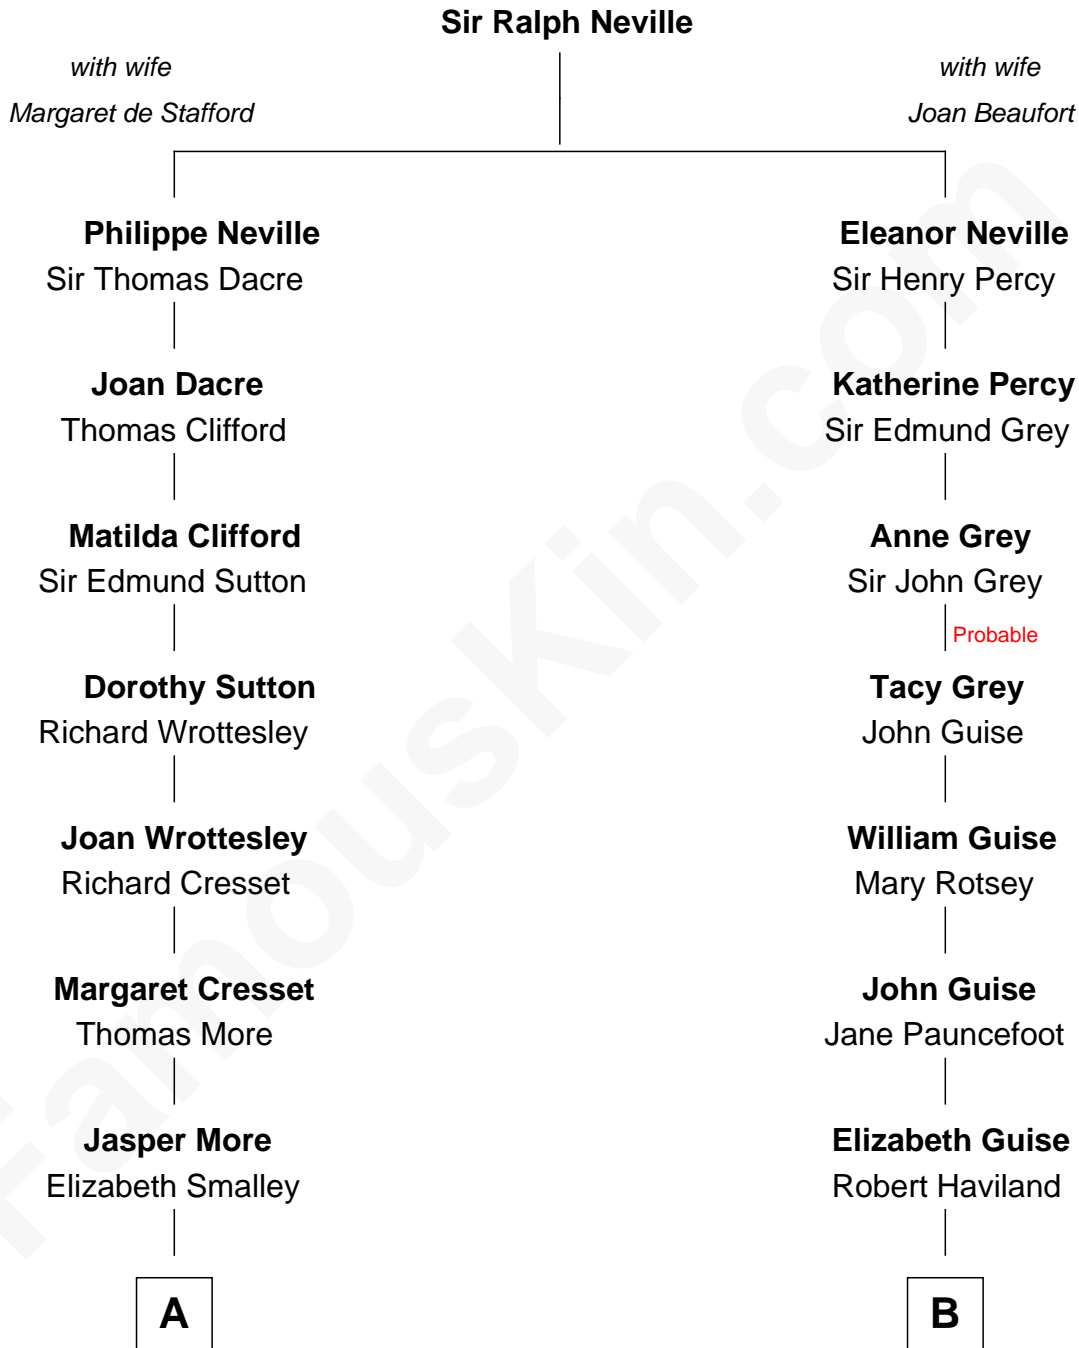 Sir Ralph Neville
with wife
Margaret de Stafford
with wife
Joan Beaufort
Philippe Neville
Sir Thomas Dacre
Eleanor Neville
Sir Henry Percy
Joan Dacre
Thomas Clifford
Katherine Percy
Sir Edmund Grey
Matilda Clifford
Sir Edmund Sutton
Anne Grey
Sir John Grey
Probable
Dorothy Sutton
Richard Wrottesley
Tacy Grey
John Guise
Joan Wrottesley
Richard Cresset
William Guise
Mary Rotsey
Margaret Cresset
Thomas More
John Guise
Jane Pauncefoot
Jasper More
Elizabeth Smalley
Elizabeth Guise
Robert Haviland
A
B
FamousKin.com